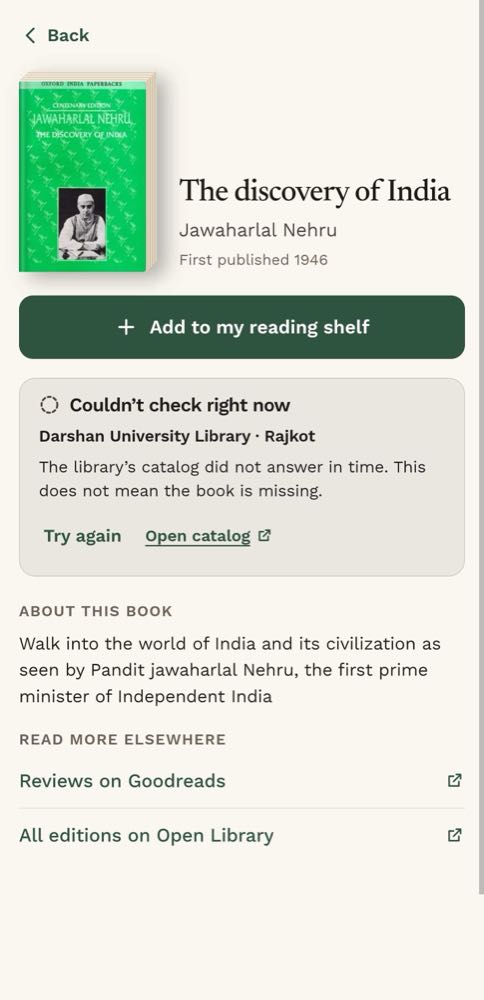 Back
OXFORD INDIA PAPERBACKS
CENTENARY EDITION
JAWAHARLAL NEHRU
THE DISCOVERY OF INDIA
The discovery of India
Jawaharlal Nehru
First published 1946
+ Add to my reading shelf
Couldn’t check right now
Darshan University Library · Rajkot
The library’s catalog did not answer in time. This
does not mean the book is missing.
Try again Open catalog
ABOUT THIS BOOK
Walk into the world of India and its civilization as
seen by Pandit jawaharlal Nehru, the first prime
minister of Independent India
READ MORE ELSEWHERE
Reviews on Goodreads
All editions on Open Library